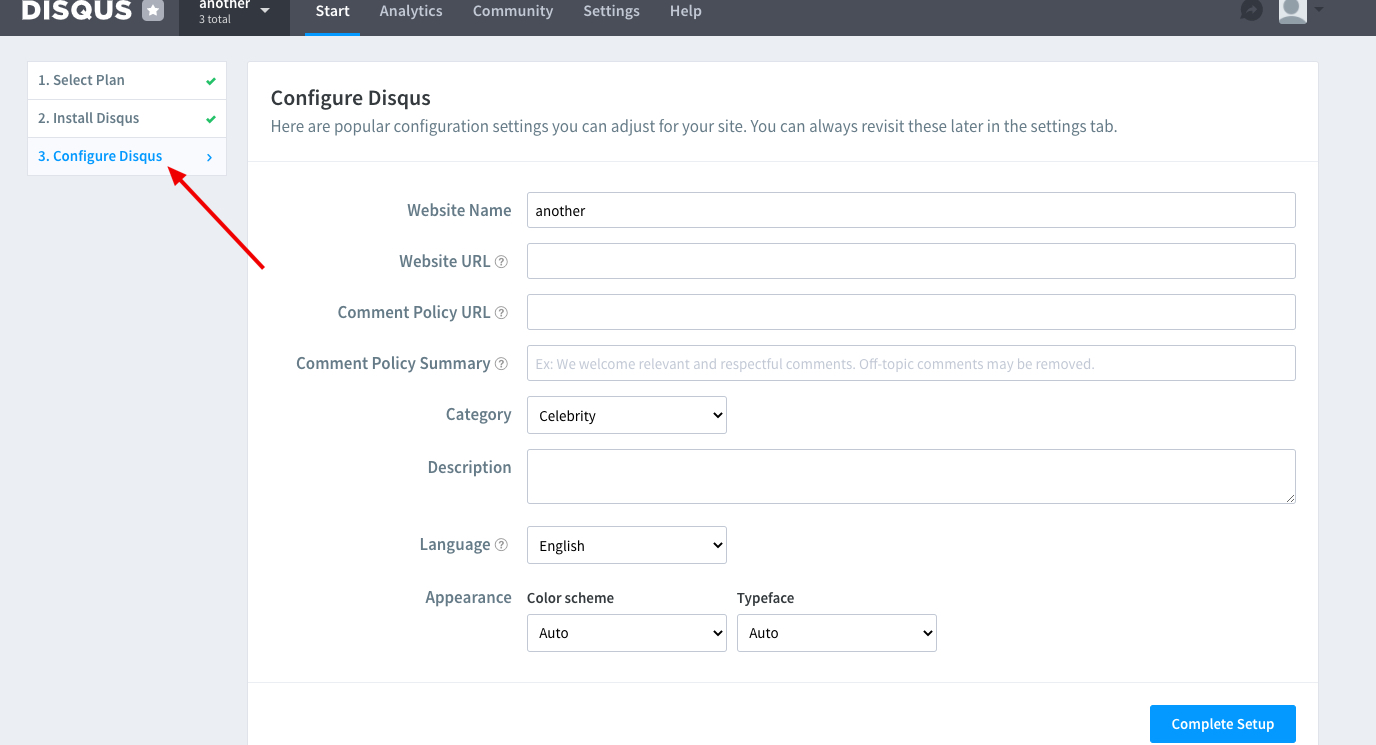 DISQUS
another
3 total
Start
Analytics
Community
Settings
Help
1. Select Plan
2. Install Disqus
3. Configure Disqus
Configure Disqus
Here are popular configuration settings you can adjust for your site. You can always revisit these later in the settings tab.
Website Name
another
Website URL ?
Comment Policy URL ?
Comment Policy Summary ?
Ex: We welcome relevant and respectful comments. Off-topic comments may be removed.
Category
Celebrity
Description
Language ?
English
Appearance
Color scheme
Typeface
Auto
Auto
Complete Setup